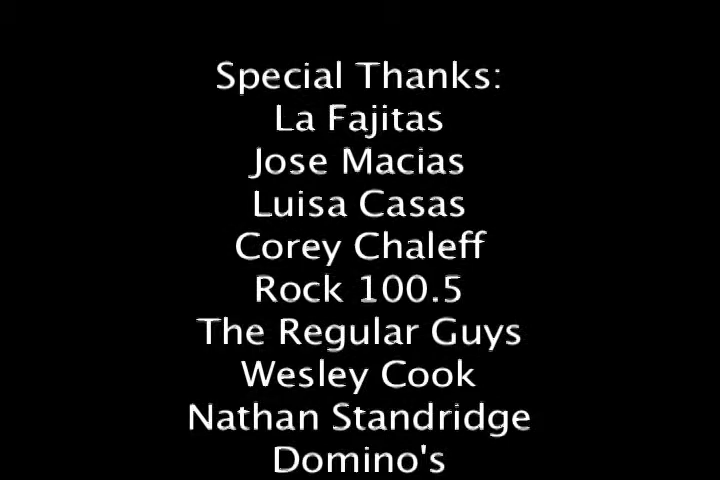 Special Thanks:
La Fajitas
Jose Macias
Luisa Casas
Corey Chaleff
Rock 100.5
The Regular Guys
Wesley Cook
Nathan Standridge
Domino's